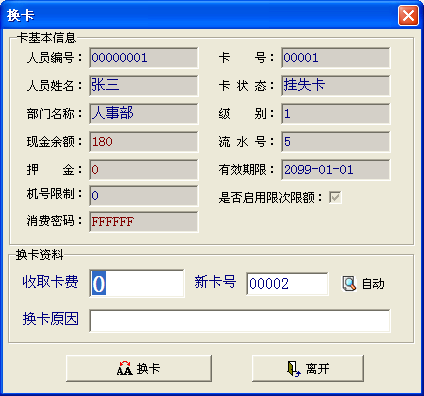 换卡
卡基本信息
人员编号：00000001 卡 号：00001
人员姓名：张三 卡 状 态：挂失卡
部门名称：人事部 级 别：1
现金余额：180 流 水 号：5
押 金：0 有效期限：2099-01-01
机号限制：0 是否启用限次限额：
消费密码：FFFFFF
换卡资料
收取卡费 0 新卡号 00002 自动
换卡原因
换卡 离开